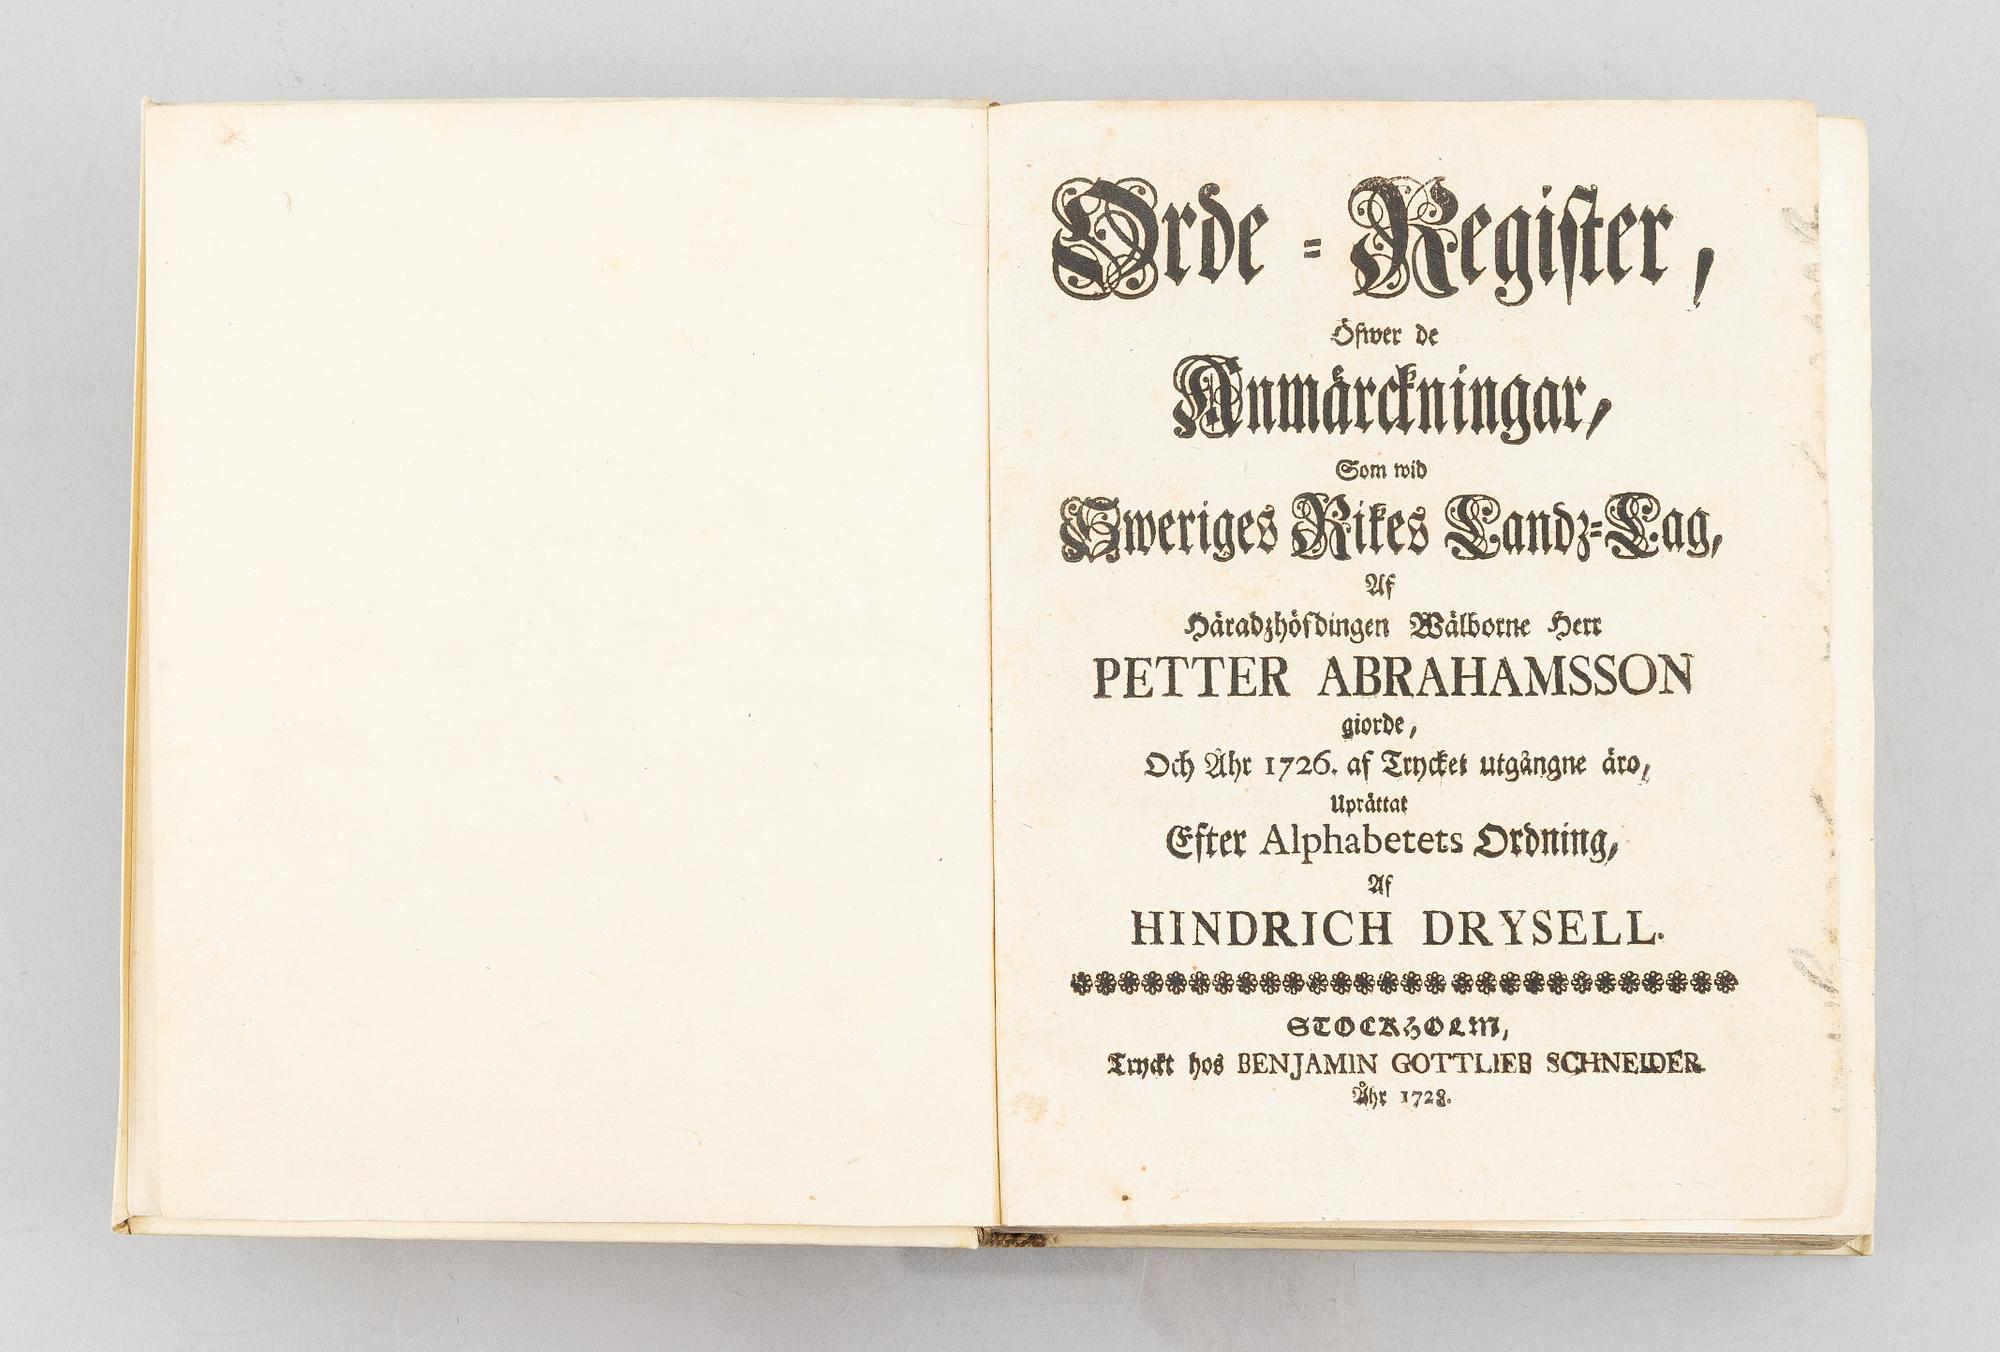 Orde-Register,
Öfwer de
Anmärckningar,
Som wid
Sweriges Rikes Landz-Lag,
Af
Häradzhöfdingen Wälborne Herr
PETTER ABRAHAMSSON
giorde,
Och Åhr 1726. af Trycket utgångne äro,
Uprättat
Efter Alphabetets Ordning,
Af
HINDRICH DRYSELL.
STOCKHOLM,
Tryckt hos BENJAMIN GOTTLIEB SCHNEIDER
Åhr 1728.